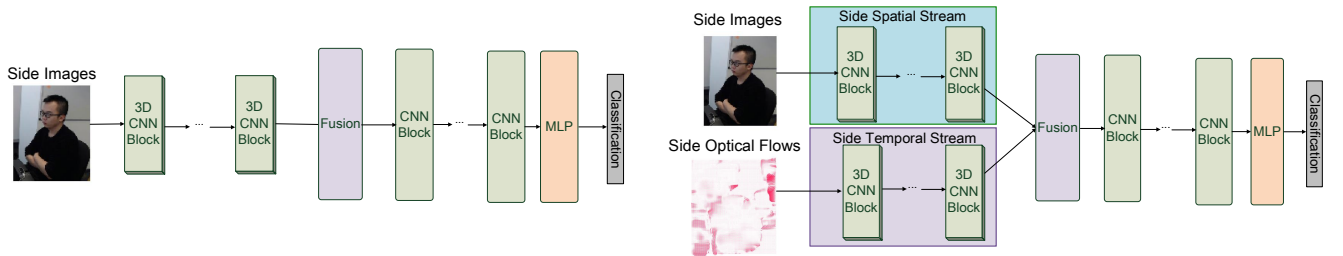 Side Images
3D
CNN
Block
...
3D
CNN
Block
Fusion
CNN
Block
...
CNN
Block
MLP
Classification
Side Images
Side Spatial Stream
3D
CNN
Block
...
3D
CNN
Block
Side Optical Flows
Side Temporal Stream
3D
CNN
Block
...
3D
CNN
Block
Fusion
CNN
Block
...
CNN
Block
MLP
Classification